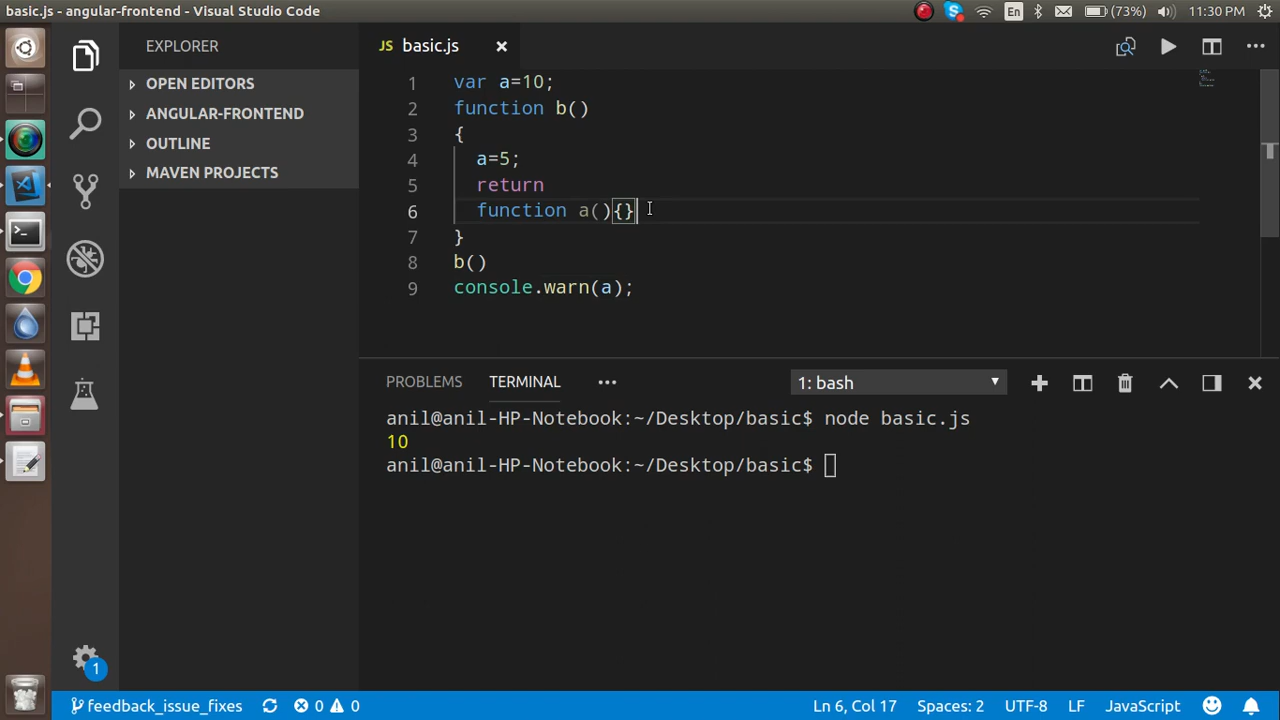 basic.js - angular-frontend - Visual Studio Code
En
(73%)
11:30 PM
EXPLORER
OPEN EDITORS
ANGULAR-FRONTEND
OUTLINE
MAVEN PROJECTS
JS basic.js
1 var a=10;
2 function b()
3 {
4 a=5;
5 return
6 function a(){}
7 }
8 b()
9 console.warn(a);
PROBLEMS TERMINAL 1: bash
anil@anil-HP-Notebook:~/Desktop/basic$ node basic.js
10
anil@anil-HP-Notebook:~/Desktop/basic$
1
feedback_issue_fixes 0 0 Ln 6, Col 17 Spaces: 2 UTF-8 LF JavaScript